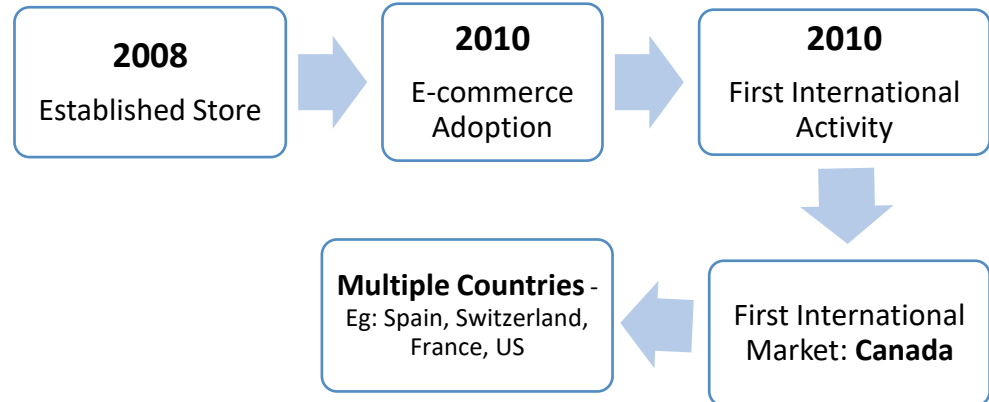 2008
Established Store
2010
E-commerce
Adoption
2010
First International
Activity
First International
Market: Canada
Multiple Countries -
Eg: Spain, Switzerland,
France, US